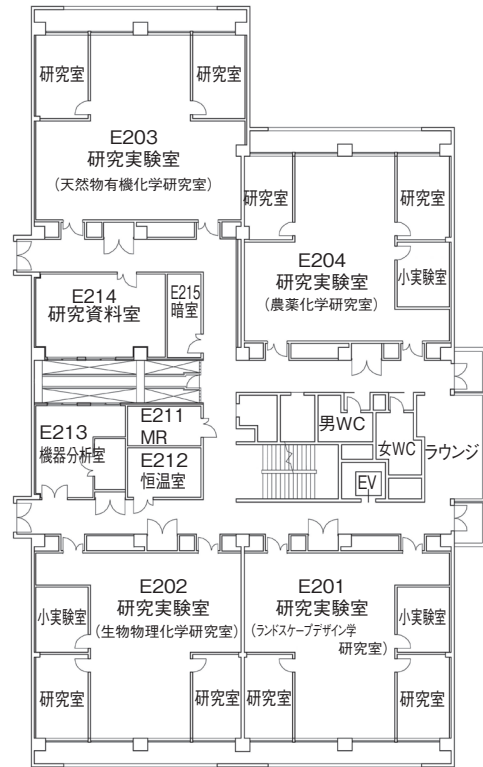 研究室
研究室
E203
研究実験室
(天然物有機化学研究室)
研究室
研究室
E204
研究実験室
(農薬化学研究室)
小実験室
E214
研究資料室
E215
暗室
E211
MR
E213
機器分析室
E212
恒温室
男WC
女WC
ラウンジ
EV
E202
研究実験室
(生物物理化学研究室)
小実験室
研究室
研究室
E201
研究実験室
(ランドスケープデザイン学
研究室)
小実験室
研究室
研究室